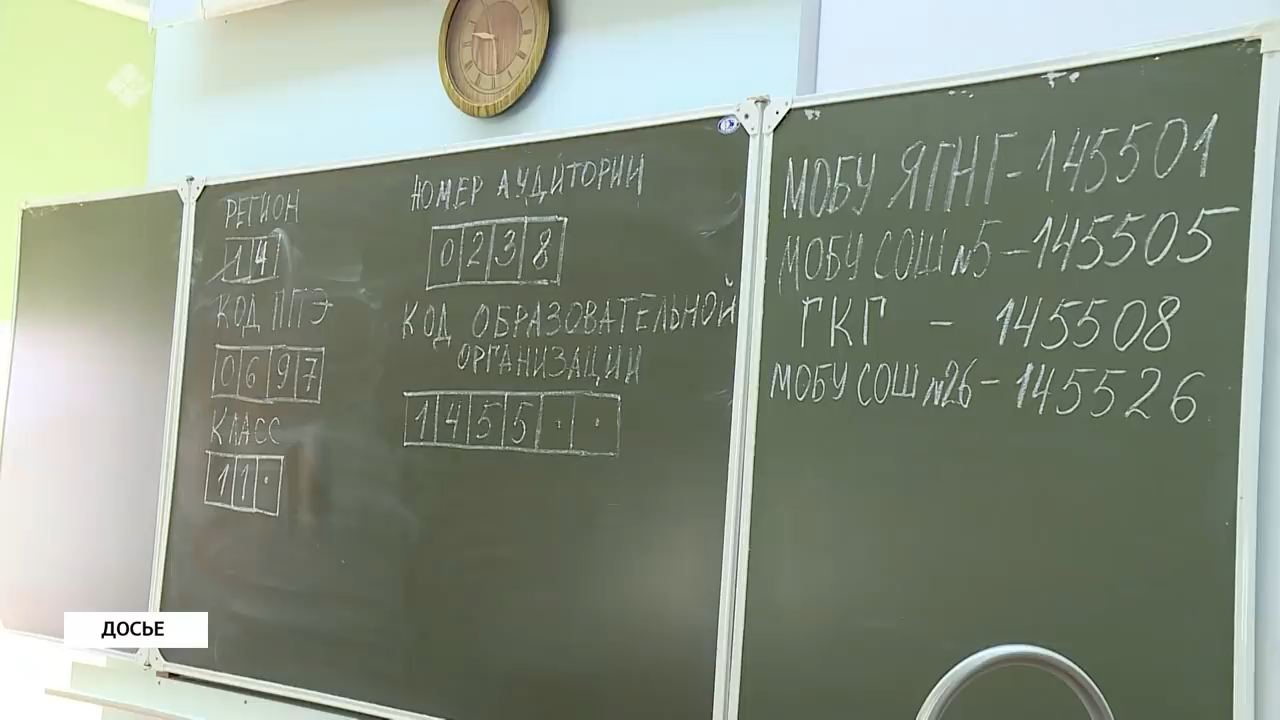 РЕГИОН
14
КОД ППЭ
0697
КЛАСС
11·
НОМЕР АУДИТОРИИ
0238
КОД ОБРАЗОВАТЕЛЬНОЙ
ОРГАНИЗАЦИИ
1455··
МОБУ ЯГНГ-145501
МОБУ СОШ №5-145505
ГКГ - 145508
МОБУ СОШ №26-145526
ДОСЬЕ